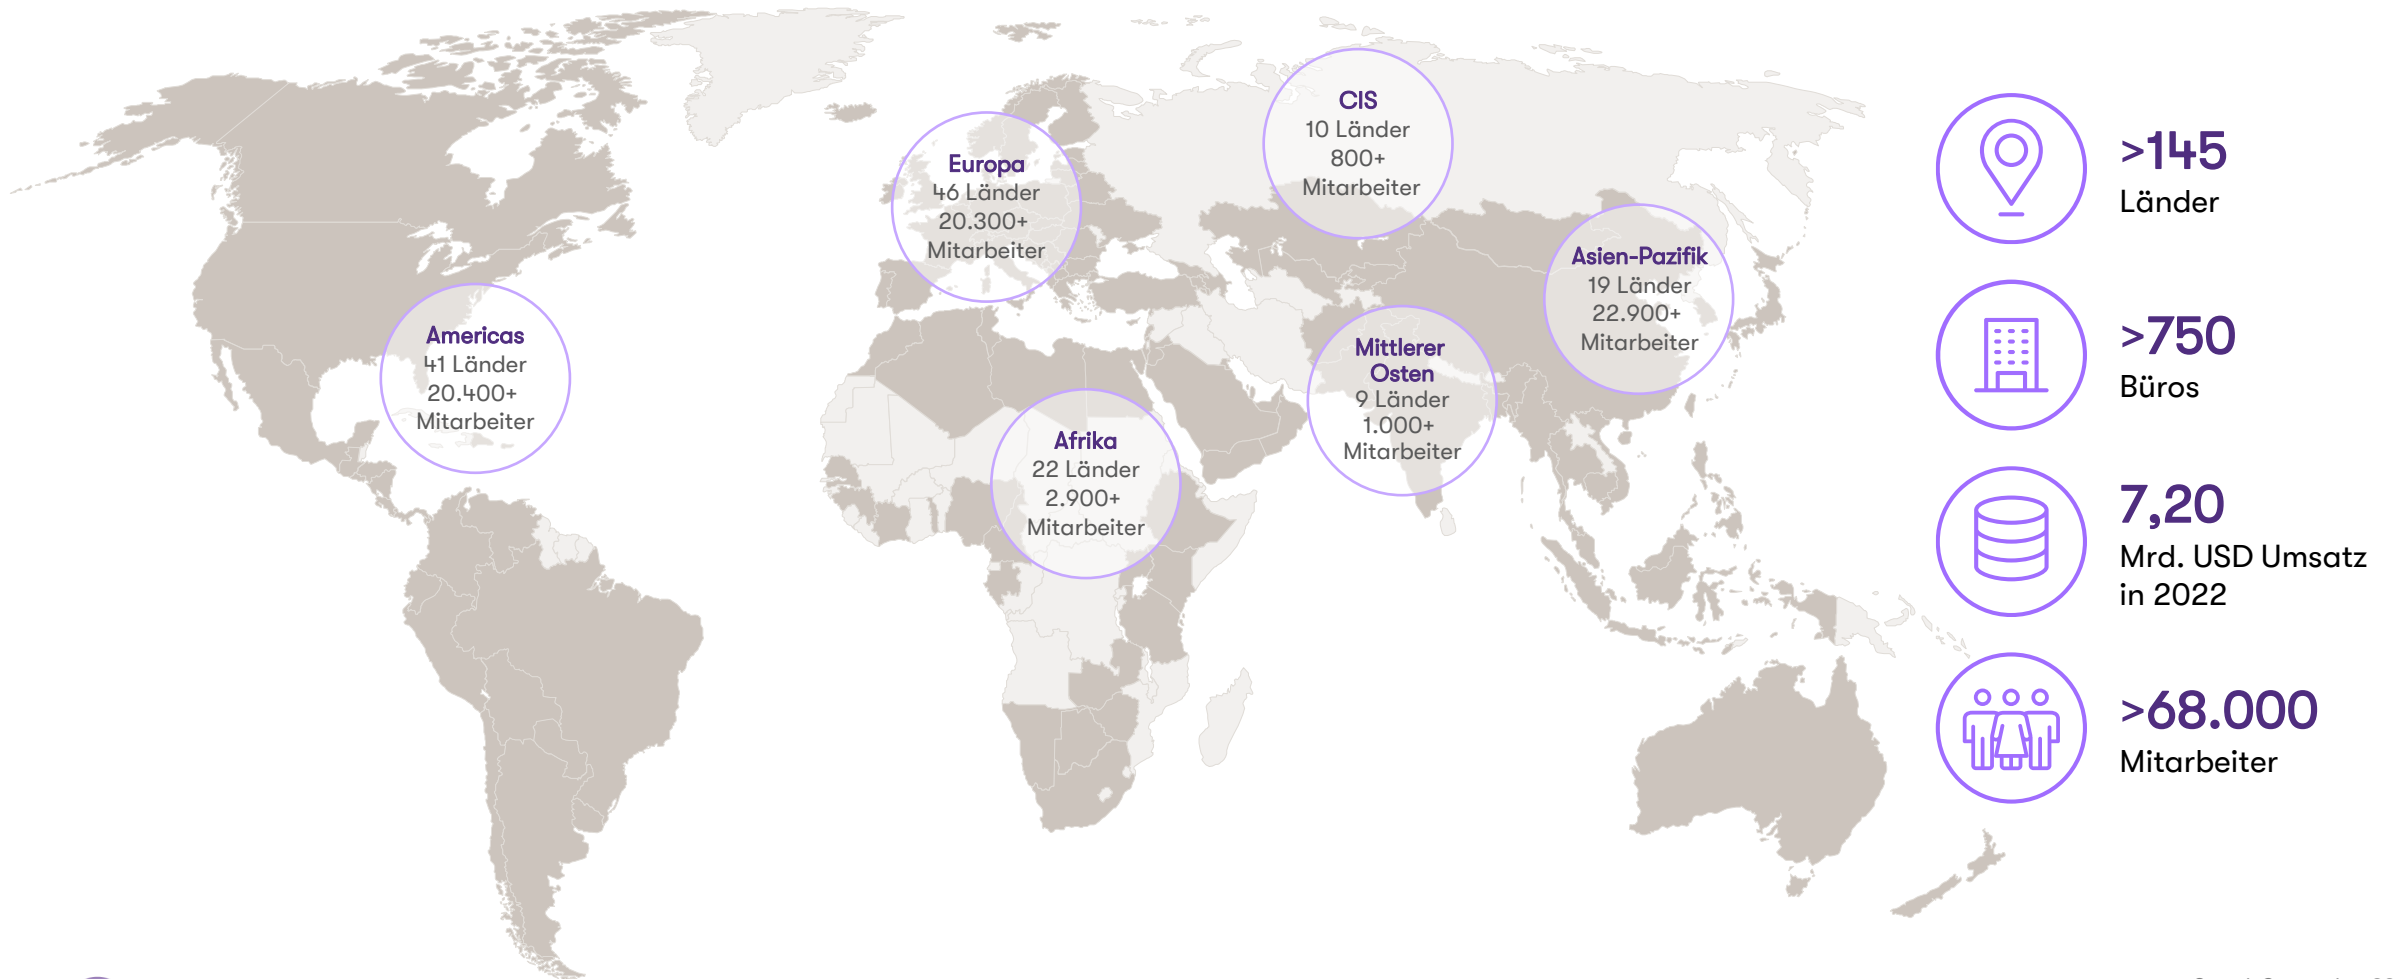 CIS
10 Länder
800+
Mitarbeiter
Europa
46 Länder
20.300+
Mitarbeiter
Asien-Pazifik
19 Länder
22.900+
Mitarbeiter
Americas
41 Länder
20.400+
Mitarbeiter
Mittlerer
Osten
9 Länder
1.000+
Mitarbeiter
Afrika
22 Länder
2.900+
Mitarbeiter
>145
Länder
>750
Büros
7,20
Mrd. USD Umsatz
in 2022
>68.000
Mitarbeiter